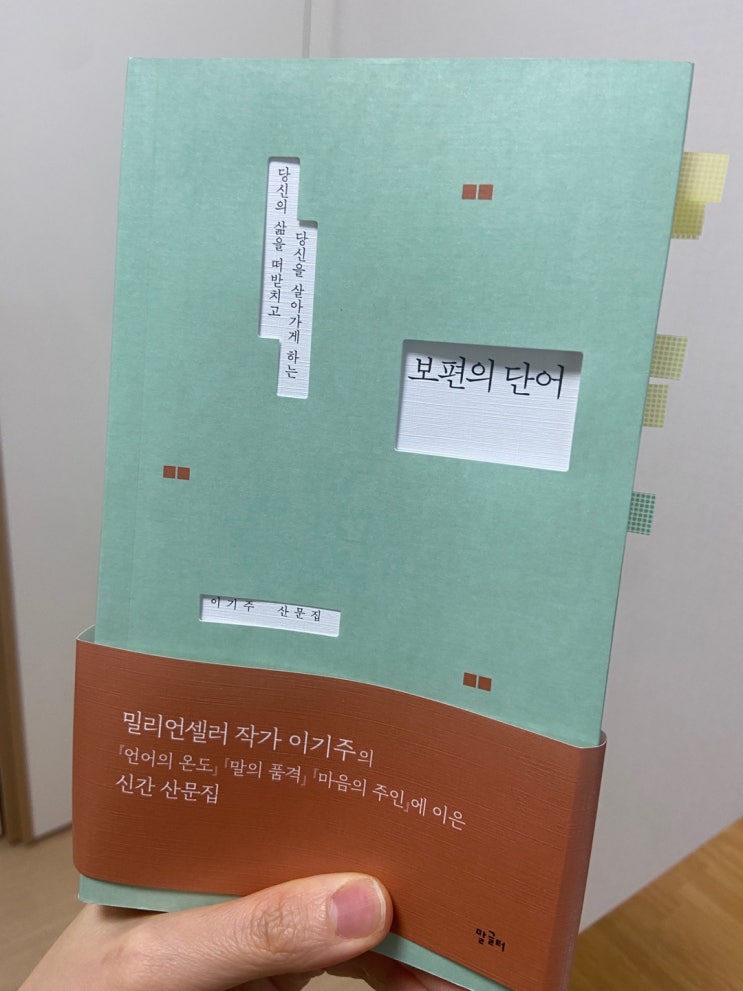 당신의 삶을 떠받치고
당신을 살아가게 하는
보편의 단어
이기주 산문집
밀리언셀러 작가 이기주의
『언어의 온도』『말의 품격』『마음의 주인』에 이은
신간 산문집
말글터